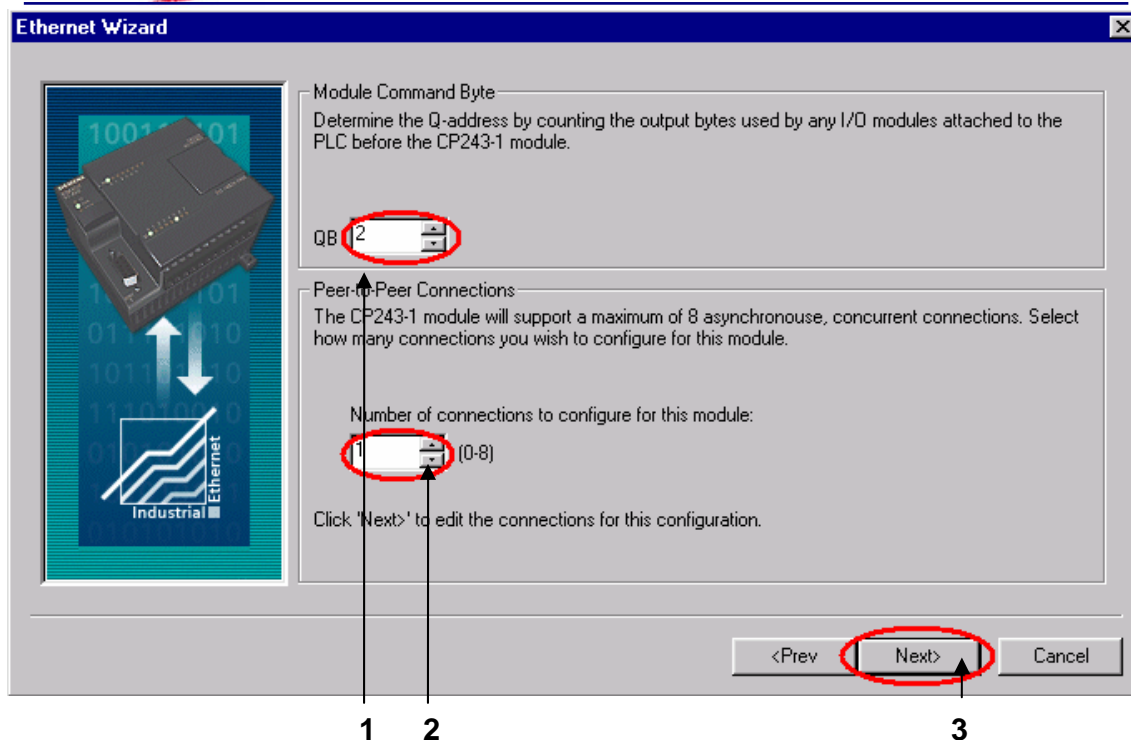 Ethernet Wizard
Module Command Byte
Determine the Q-address by counting the output bytes used by any I/O modules attached to the
PLC before the CP243-1 module.
QB 2
Peer-to-Peer Connections
The CP243-1 module will support a maximum of 8 asynchronouse, concurrent connections. Select
how many connections you wish to configure for this module.
Number of connections to configure for this module:
1 (0-8)
Click 'Next>' to edit the connections for this configuration.
Industrial
Ethernet
<Prev
Next>
Cancel
1 2 3